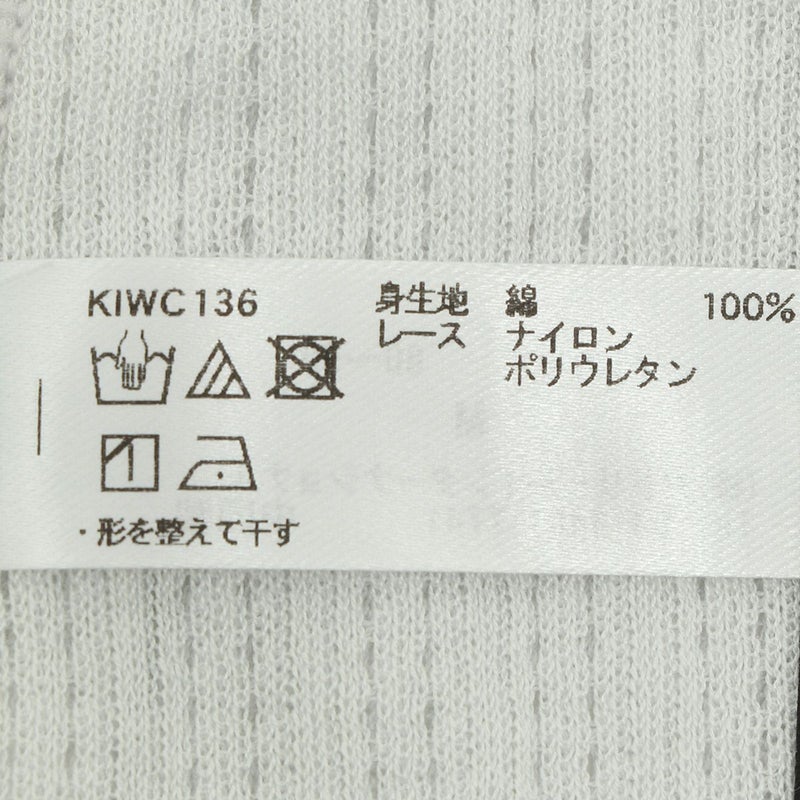 KIWC136
身生地 綿 100%
レース ナイロン
ポリウレタン
・形を整えて干す